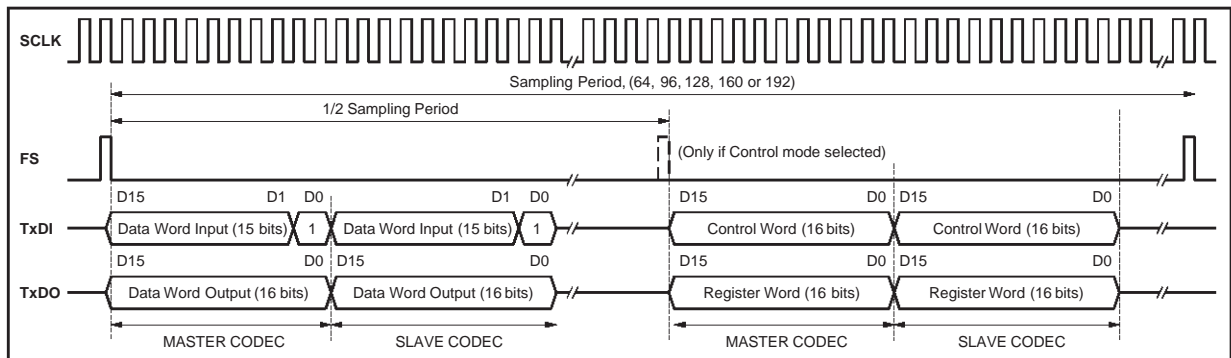 SCLK
Sampling Period, (64, 96, 128, 160 or 192)
1/2 Sampling Period
FS
(Only if Control mode selected)
D15 D1 D0 D1 D0 D15 D0 D15 D0
TxDI Data Word Input (15 bits) 1 Data Word Input (15 bits) 1 Control Word (16 bits) Control Word (16 bits)
D15 D0 D15 D0 D15 D0 D15 D0
TxDO Data Word Output (16 bits) Data Word Output (16 bits) Register Word (16 bits) Register Word (16 bits)
MASTER CODEC SLAVE CODEC MASTER CODEC SLAVE CODEC